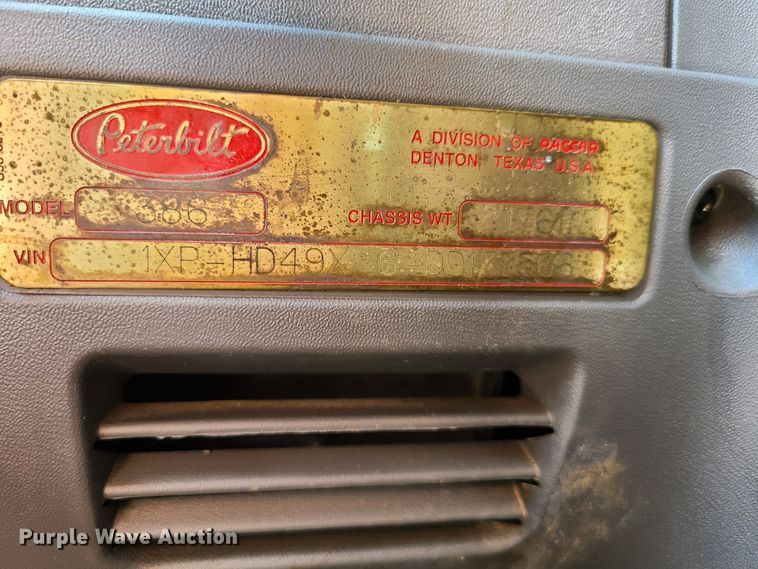 Peterbilt
A DIVISION OF PACCAR
DENTON, TEXAS U.S.A.
MODEL 386
CHASSIS WT
VIN 1XP-HD49X
Purple Wave Auction